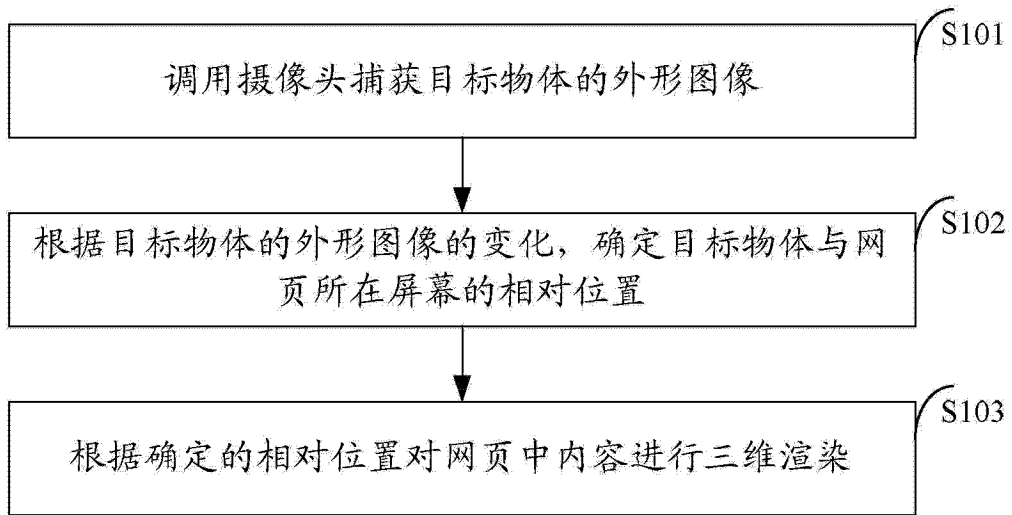 S101
调用摄像头捕获目标物体的外形图像
S102
根据目标物体的外形图像的变化，确定目标物体与网
页所在屏幕的相对位置
S103
根据确定的相对位置对网页中内容进行三维渲染